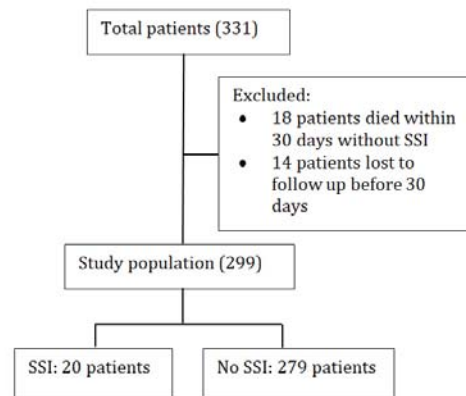 Total patients (331)
Excluded:
• 18 patients died within
30 days without SSI
• 14 patients lost to
follow up before 30
days
Study population (299)
SSI: 20 patients
No SSI: 279 patients